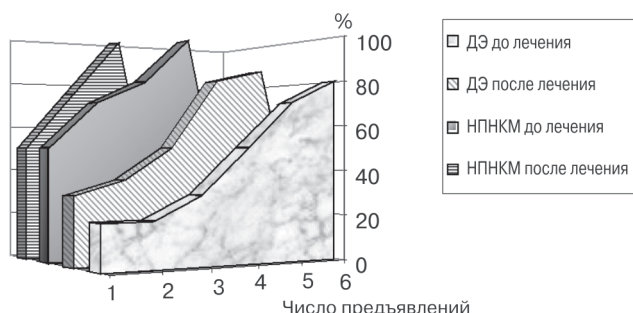 %
100
80
60
40
20
0
1 2 3 4 5 6
Число предъявлений
ДЭ до лечения
ДЭ после лечения
НПНКМ до лечения
НПНКМ после лечения